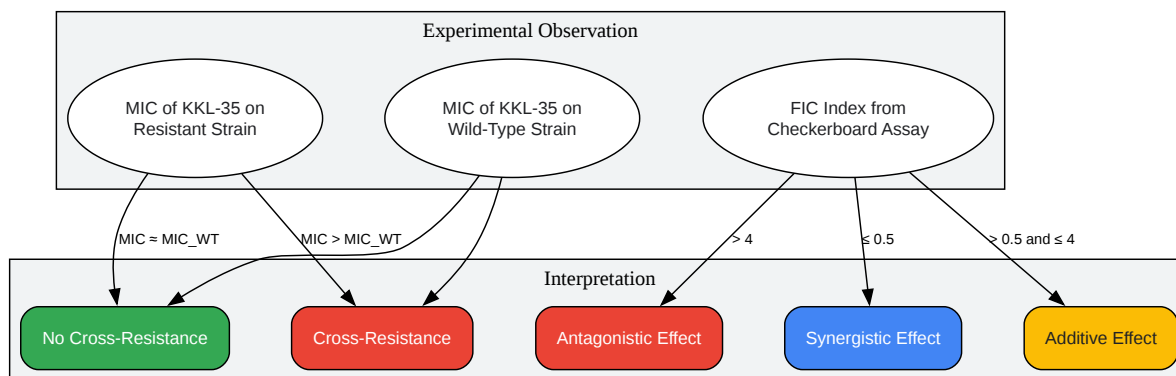 Experimental Observation
MIC of KKL-35 on
Resistant Strain
MIC of KKL-35 on
Wild-Type Strain
FIC Index from
Checkerboard Assay
MIC ≈ MIC_WT
MIC > MIC_WT
> 4
≤ 0.5
> 0.5 and ≤ 4
Interpretation
No Cross-Resistance
Cross-Resistance
Antagonistic Effect
Synergistic Effect
Additive Effect